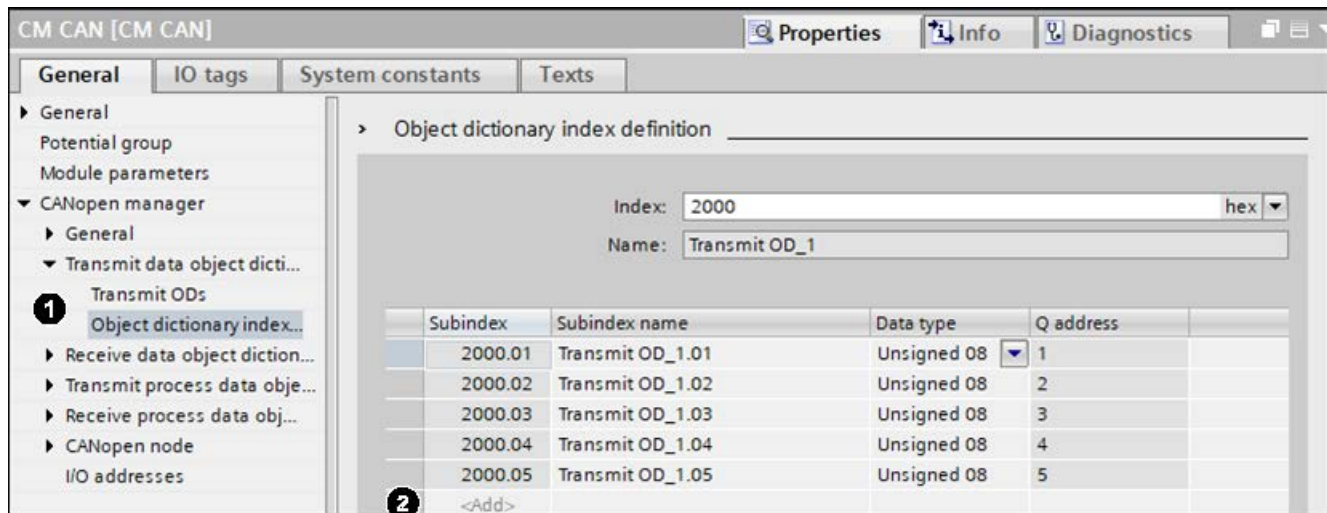 CM CAN [CM CAN]
Properties
Info
Diagnostics
General
IO tags
System constants
Texts
General
Potential group
Module parameters
CANopen manager
General
Transmit data object dicti...
Transmit ODs
1
Object dictionary index...
Receive data object diction...
Transmit process data obje...
Receive process data obj...
CANopen node
I/O addresses
Object dictionary index definition
Index: 2000 hex
Name: Transmit OD_1
Subindex Subindex name Data type Q address
2000.01 Transmit OD_1.01 Unsigned 08 1
2000.02 Transmit OD_1.02 Unsigned 08 2
2000.03 Transmit OD_1.03 Unsigned 08 3
2000.04 Transmit OD_1.04 Unsigned 08 4
2000.05 Transmit OD_1.05 Unsigned 08 5
2 <Add>